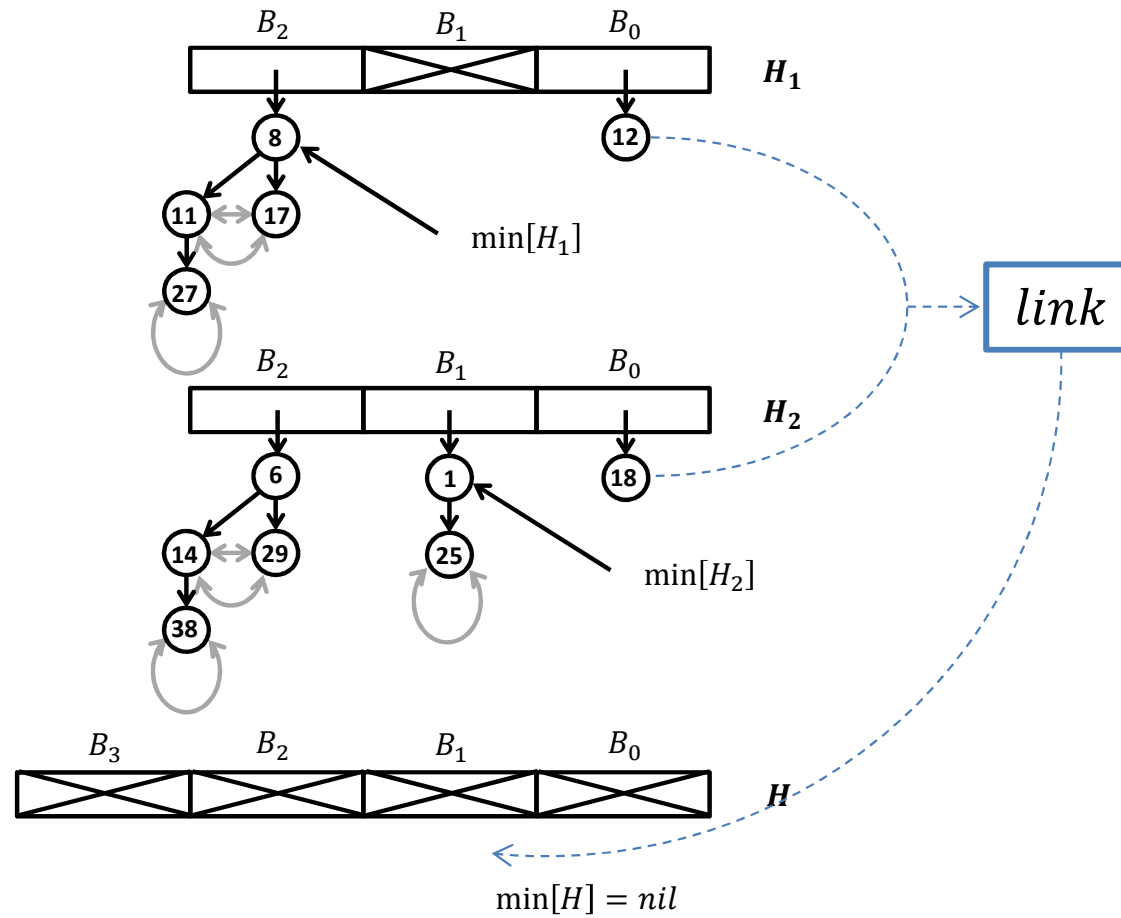 B₂ B₁ B₀
H₁
8 12
11 17
min[H₁]
27
link
B₂ B₁ B₀
H₂
6 1 18
14 29 25
min[H₂]
38
B₃ B₂ B₁ B₀
H
min[H] = nil